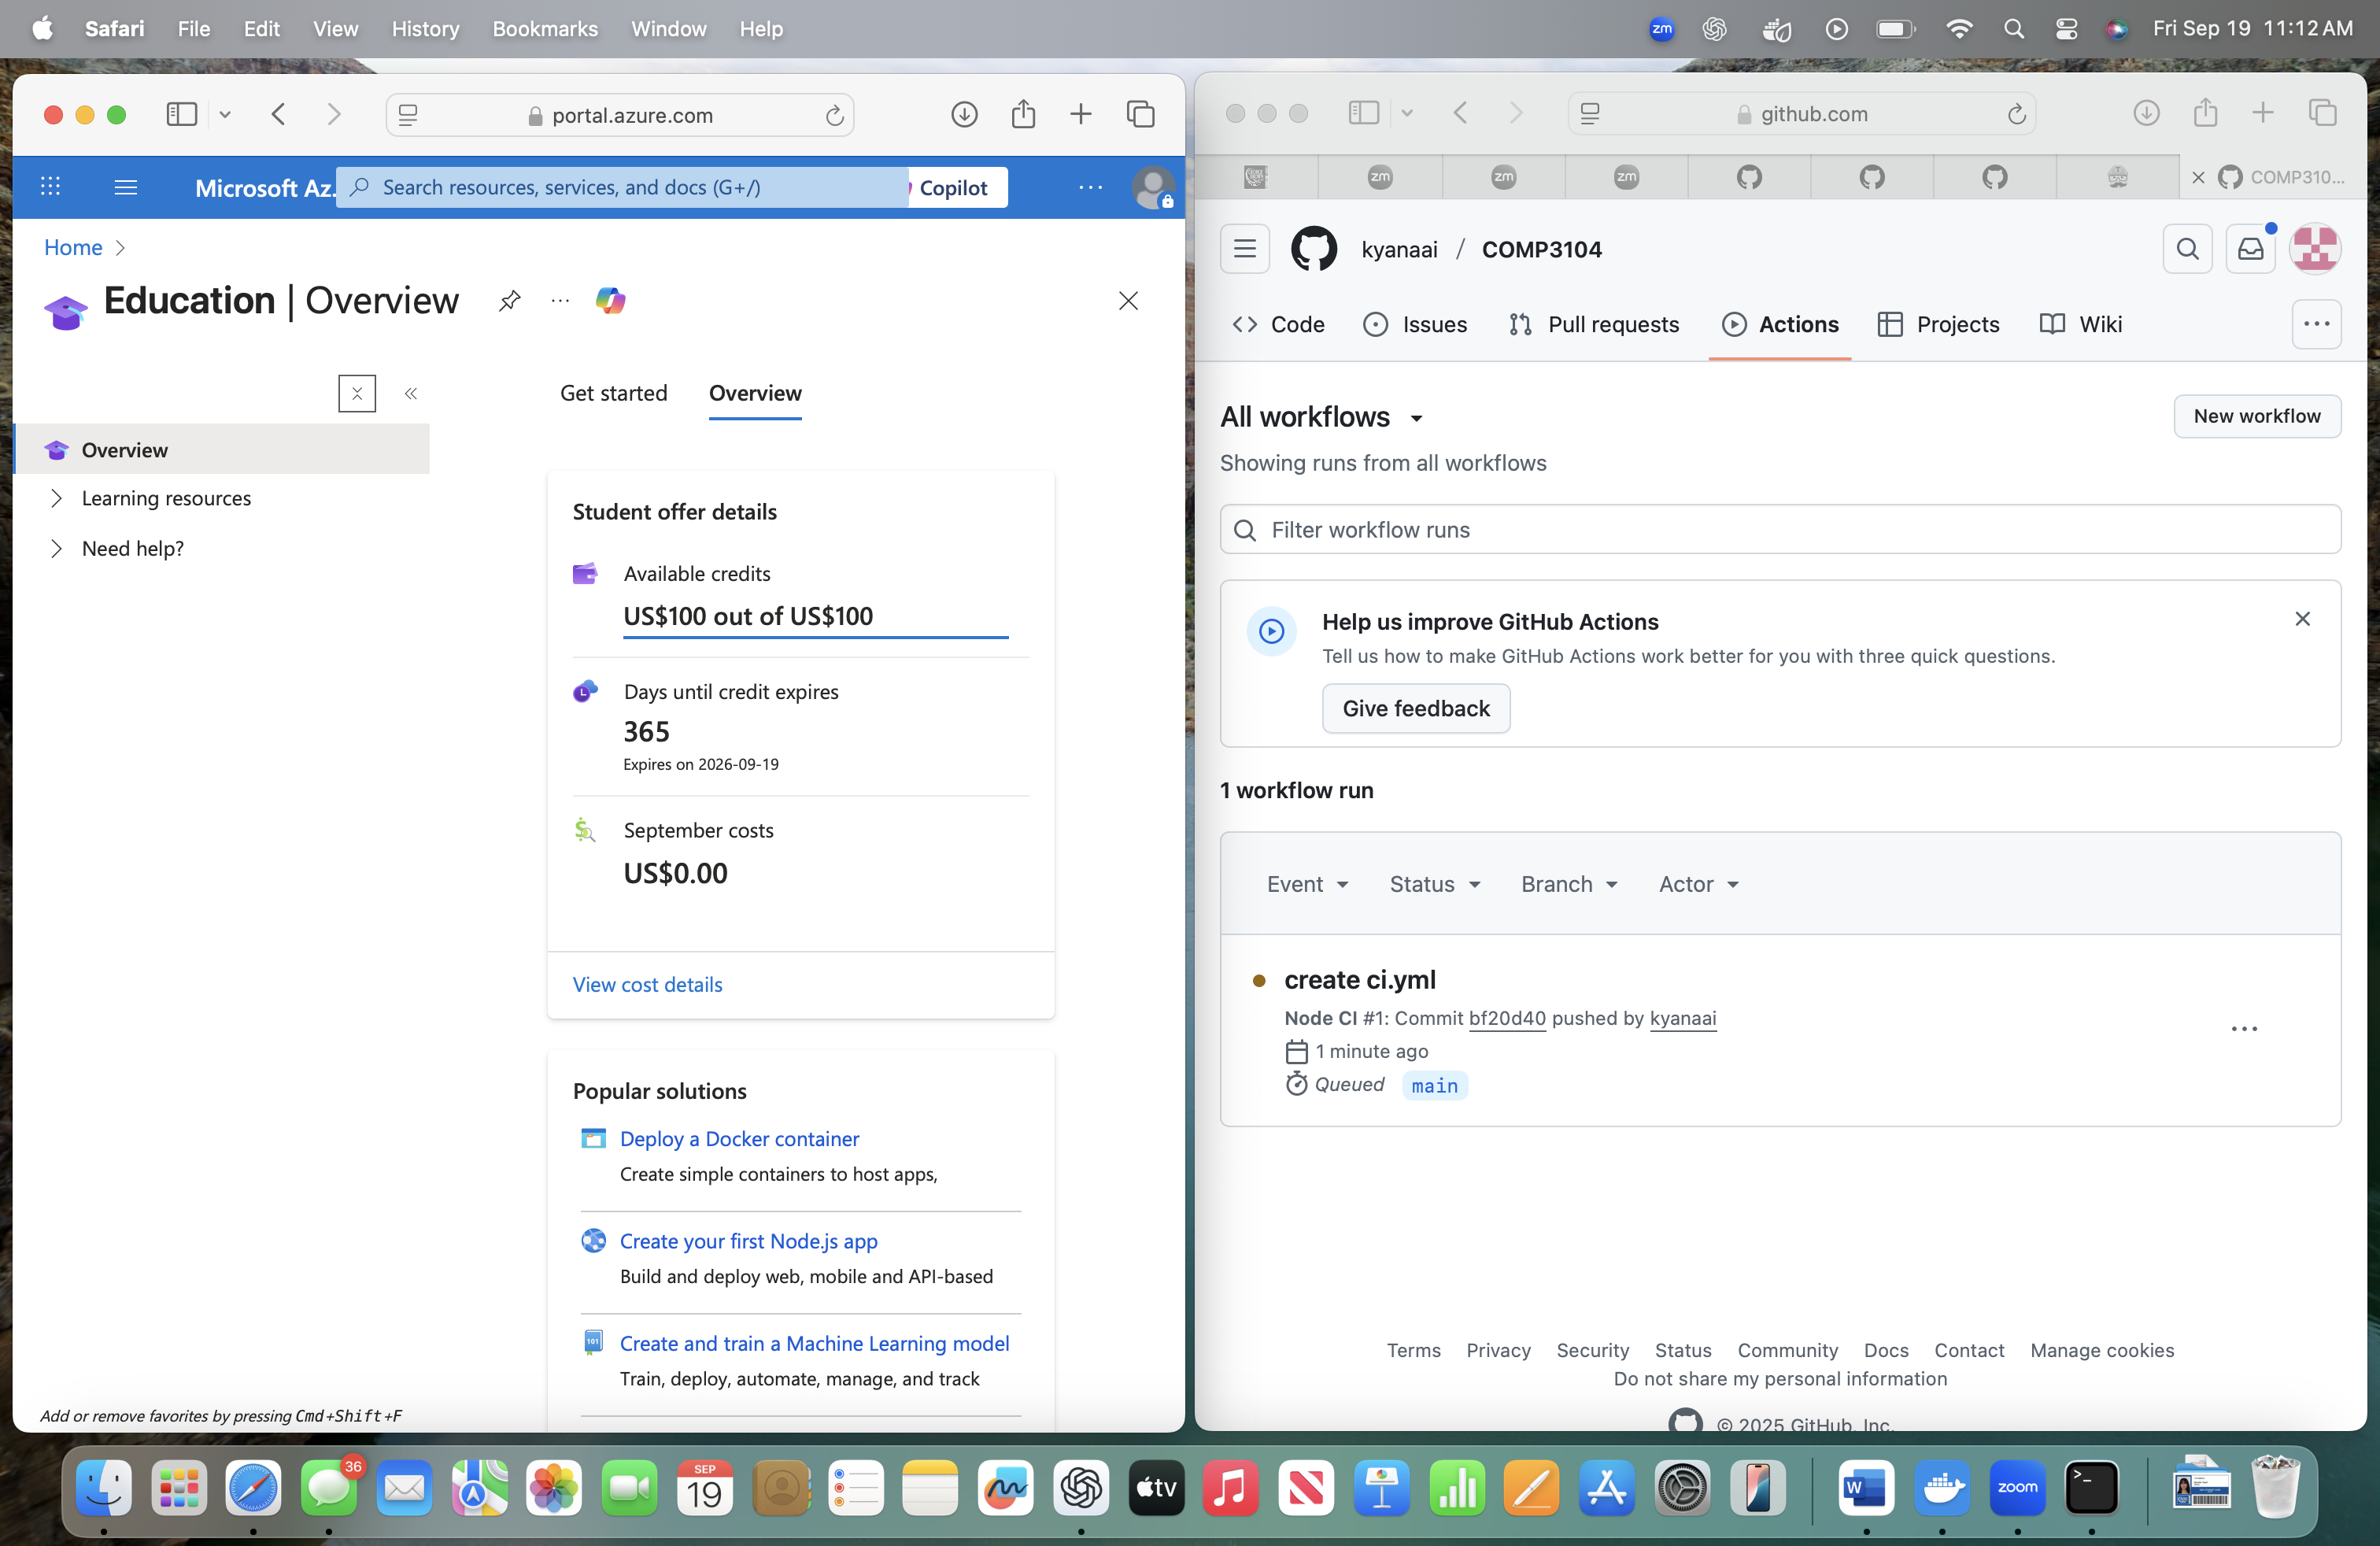 Safari File Edit View History Bookmarks Window Help
zm
Fri Sep 19 11:12 AM
portal.azure.com
Microsoft Az.
Search resources, services, and docs (G+/)
Copilot
Home
Education | Overview
Overview
Learning resources
Need help?
Get started
Overview
Student offer details
Available credits
US$100 out of US$100
Days until credit expires
365
Expires on 2026-09-19
September costs
US$0.00
View cost details
Popular solutions
Deploy a Docker container
Create simple containers to host apps,
Create your first Node.js app
Build and deploy web, mobile and API-based
101
Create and train a Machine Learning model
Train, deploy, automate, manage, and track
Add or remove favorites by pressing Cmd+Shift+F
github.com
zm
zm
zm
COMP310...
kyanaai / COMP3104
Code
Issues
Pull requests
Actions
Projects
Wiki
All workflows
New workflow
Showing runs from all workflows
Filter workflow runs
Help us improve GitHub Actions
Tell us how to make GitHub Actions work better for you with three quick questions.
Give feedback
1 workflow run
Event Status Branch Actor
create ci.yml
Node CI #1: Commit bf20d40 pushed by kyanaai
1 minute ago
Queued main
Terms Privacy Security Status Community Docs Contact Manage cookies
Do not share my personal information
© 2025 GitHub, Inc.
36
SEP
19
tv
W
zoom
>_